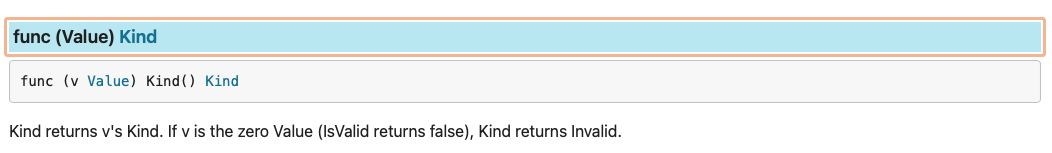 func (Value) Kind
func (v Value) Kind() Kind
Kind returns v's Kind. If v is the zero Value (IsValid returns false), Kind returns Invalid.